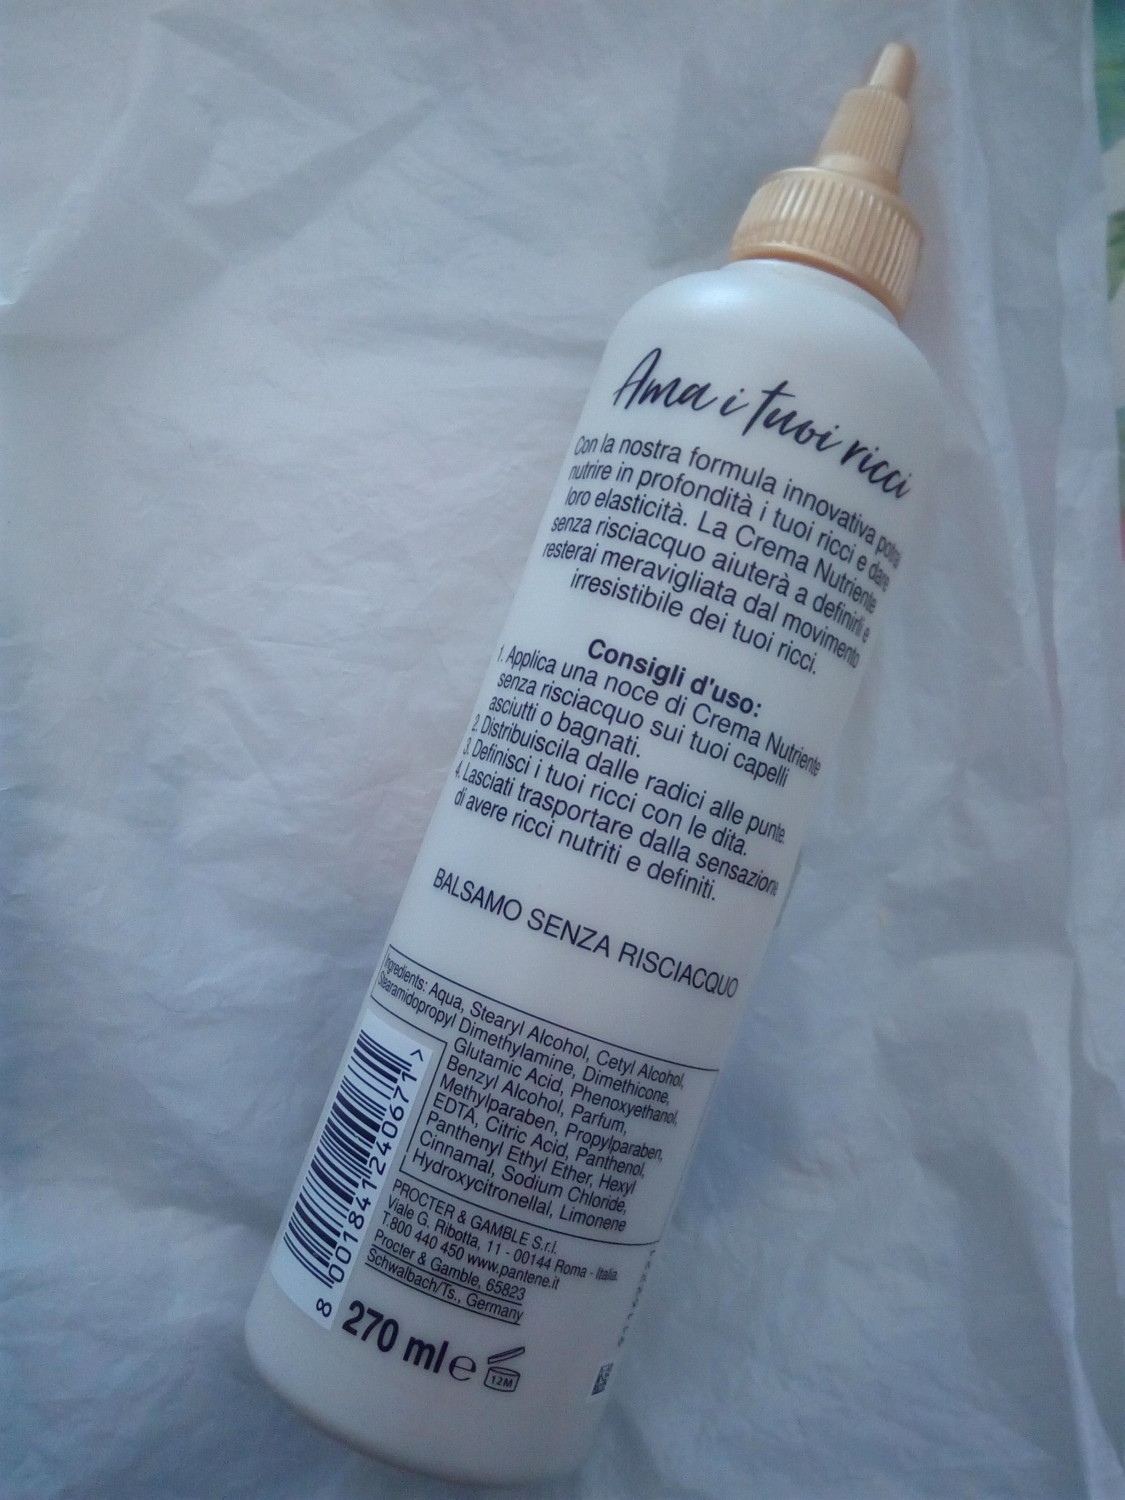 Ama i tuoi ricci
Con la nostra formula innovativa potrai
nutrire in profondità i tuoi ricci e dare
loro elasticità. La Crema Nutriente
senza risciacquo aiuterà a definirli e
resterai meravigliata dal movimento
irresistibile dei tuoi ricci.
Consigli d'uso:
1. Applica una noce di Crema Nutriente
senza risciacquo sui tuoi capelli
asciutti o bagnati.
2. Distribuiscila dalle radici alle punte.
3. Definisci i tuoi ricci con le dita.
4. Lasciati trasportare dalla sensazione
di avere ricci nutriti e definiti.
BALSAMO SENZA RISCIACQUO
Ingredients: Aqua, Stearyl Alcohol, Cetyl Alcohol,
Stearamidopropyl Dimethylamine, Dimethicone,
Glutamic Acid, Phenoxyethanol,
Benzyl Alcohol, Parfum,
Methylparaben, Propylparaben,
EDTA, Citric Acid, Panthenol,
Panthenyl Ethyl Ether, Hexyl
Cinnamal, Sodium Chloride,
Hydroxycitronellal, Limonene
8 001841 240671 >
PROCTER & GAMBLE S.r.l.
Viale G. Ribotta, 11 - 00144 Roma - Italia.
T.800 440 450 www.pantene.it
Procter & Gamble, 65823
Schwalbach/Ts., Germany
270 ml e
12M